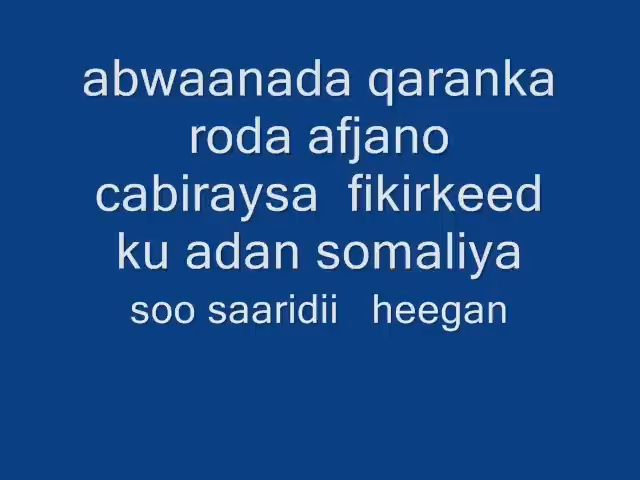 abwaanada qaranka
roda afjano
cabiraysa fikirkeed
ku adan somaliya
soo saaridii heegan